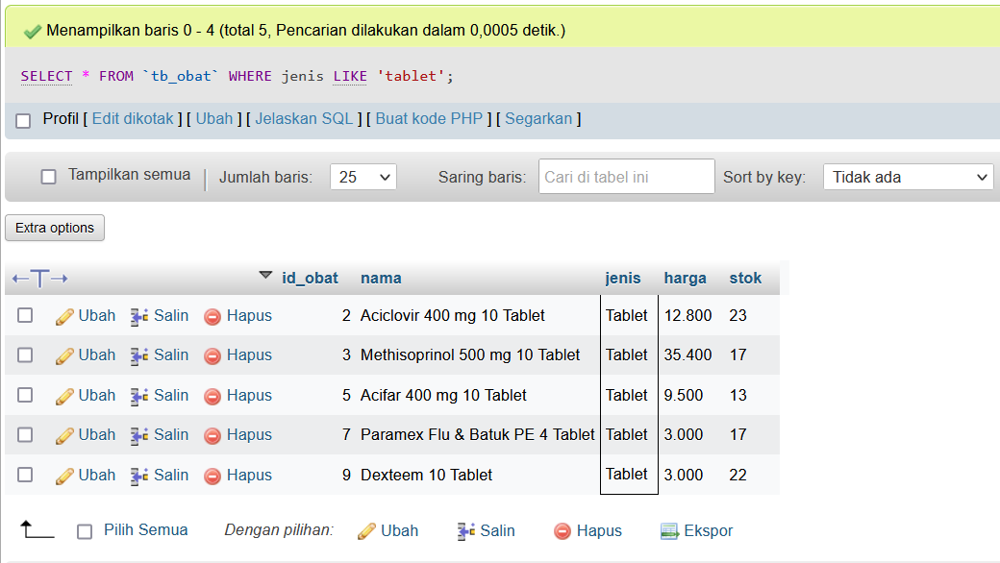 Menampilkan baris 0 - 4 (total 5, Pencarian dilakukan dalam 0,0005 detik.)
SELECT * FROM `tb_obat` WHERE jenis LIKE 'tablet';
Profil [ Edit dikotak ] [ Ubah ] [ Jelaskan SQL ] [ Buat kode PHP ] [ Segarkan ]
Tampilkan semua | Jumlah baris: 25 Saring baris: Cari di tabel ini Sort by key: Tidak ada
Extra options
id_obat nama jenis harga stok
Ubah Salin Hapus 2 Aciclovir 400 mg 10 Tablet Tablet 12.800 23
Ubah Salin Hapus 3 Methisoprinol 500 mg 10 Tablet Tablet 35.400 17
Ubah Salin Hapus 5 Acifar 400 mg 10 Tablet Tablet 9.500 13
Ubah Salin Hapus 7 Paramex Flu & Batuk PE 4 Tablet Tablet 3.000 17
Ubah Salin Hapus 9 Dexteem 10 Tablet Tablet 3.000 22
Pilih Semua Dengan pilihan: Ubah Salin Hapus Ekspor